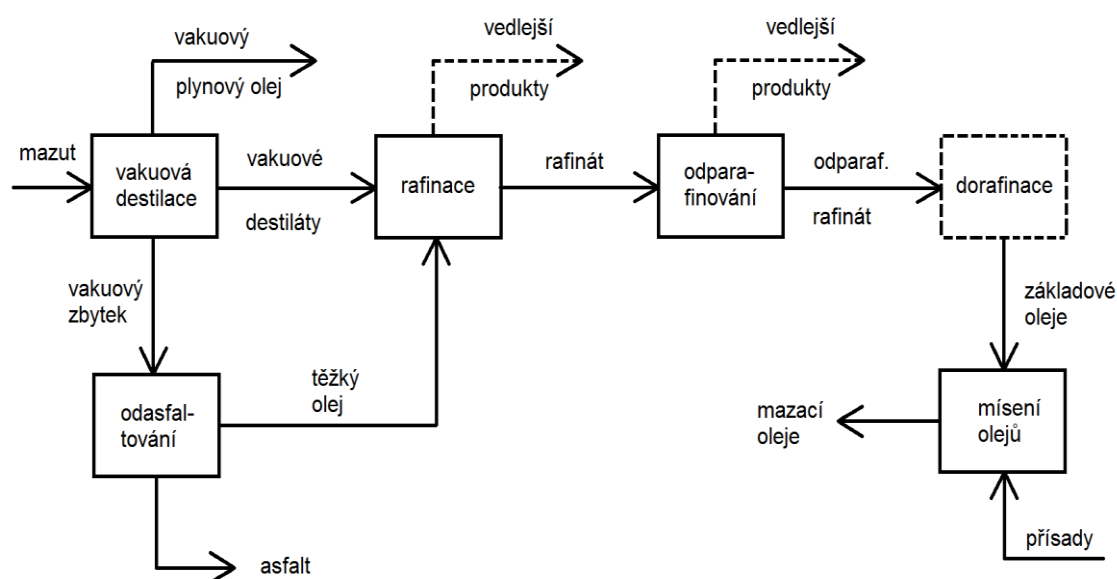 vakuový
plynový olej
vedlejší
produkty
vedlejší
produkty
mazut
vakuová
destilace
vakuové
destiláty
rafinace
rafinát
odpara-
finování
odparaf.
rafinát
dorafinace
vakuový
zbytek
základové
oleje
odasfal-
tování
těžký
olej
mazací
oleje
mísení
olejů
přísady
asfalt